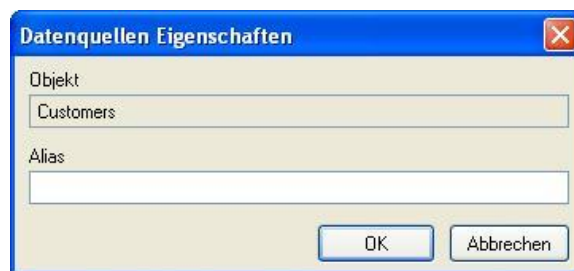 Datenquellen Eigenschaften
Objekt
Customers
Alias
OK Abbrechen